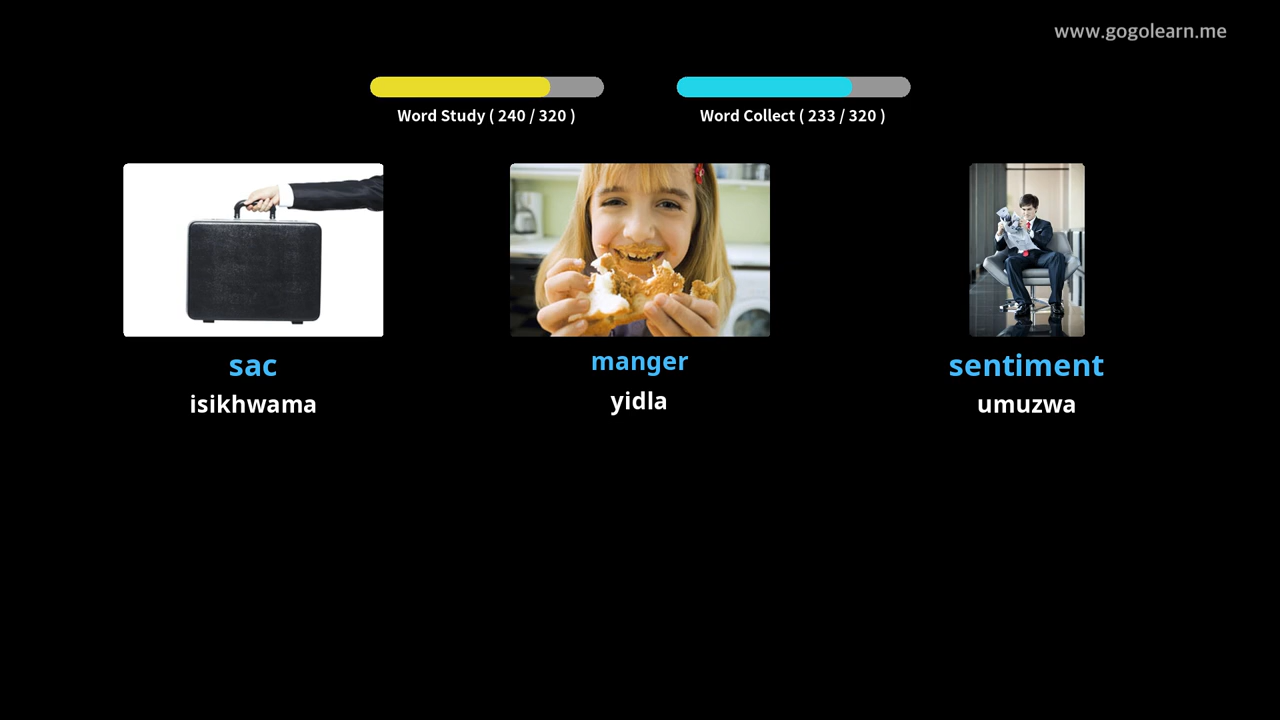 www.gogolearn.me
Word Study ( 240 / 320 )
Word Collect ( 233 / 320 )
sac
isikhwama
manger
yidla
sentiment
umuzwa